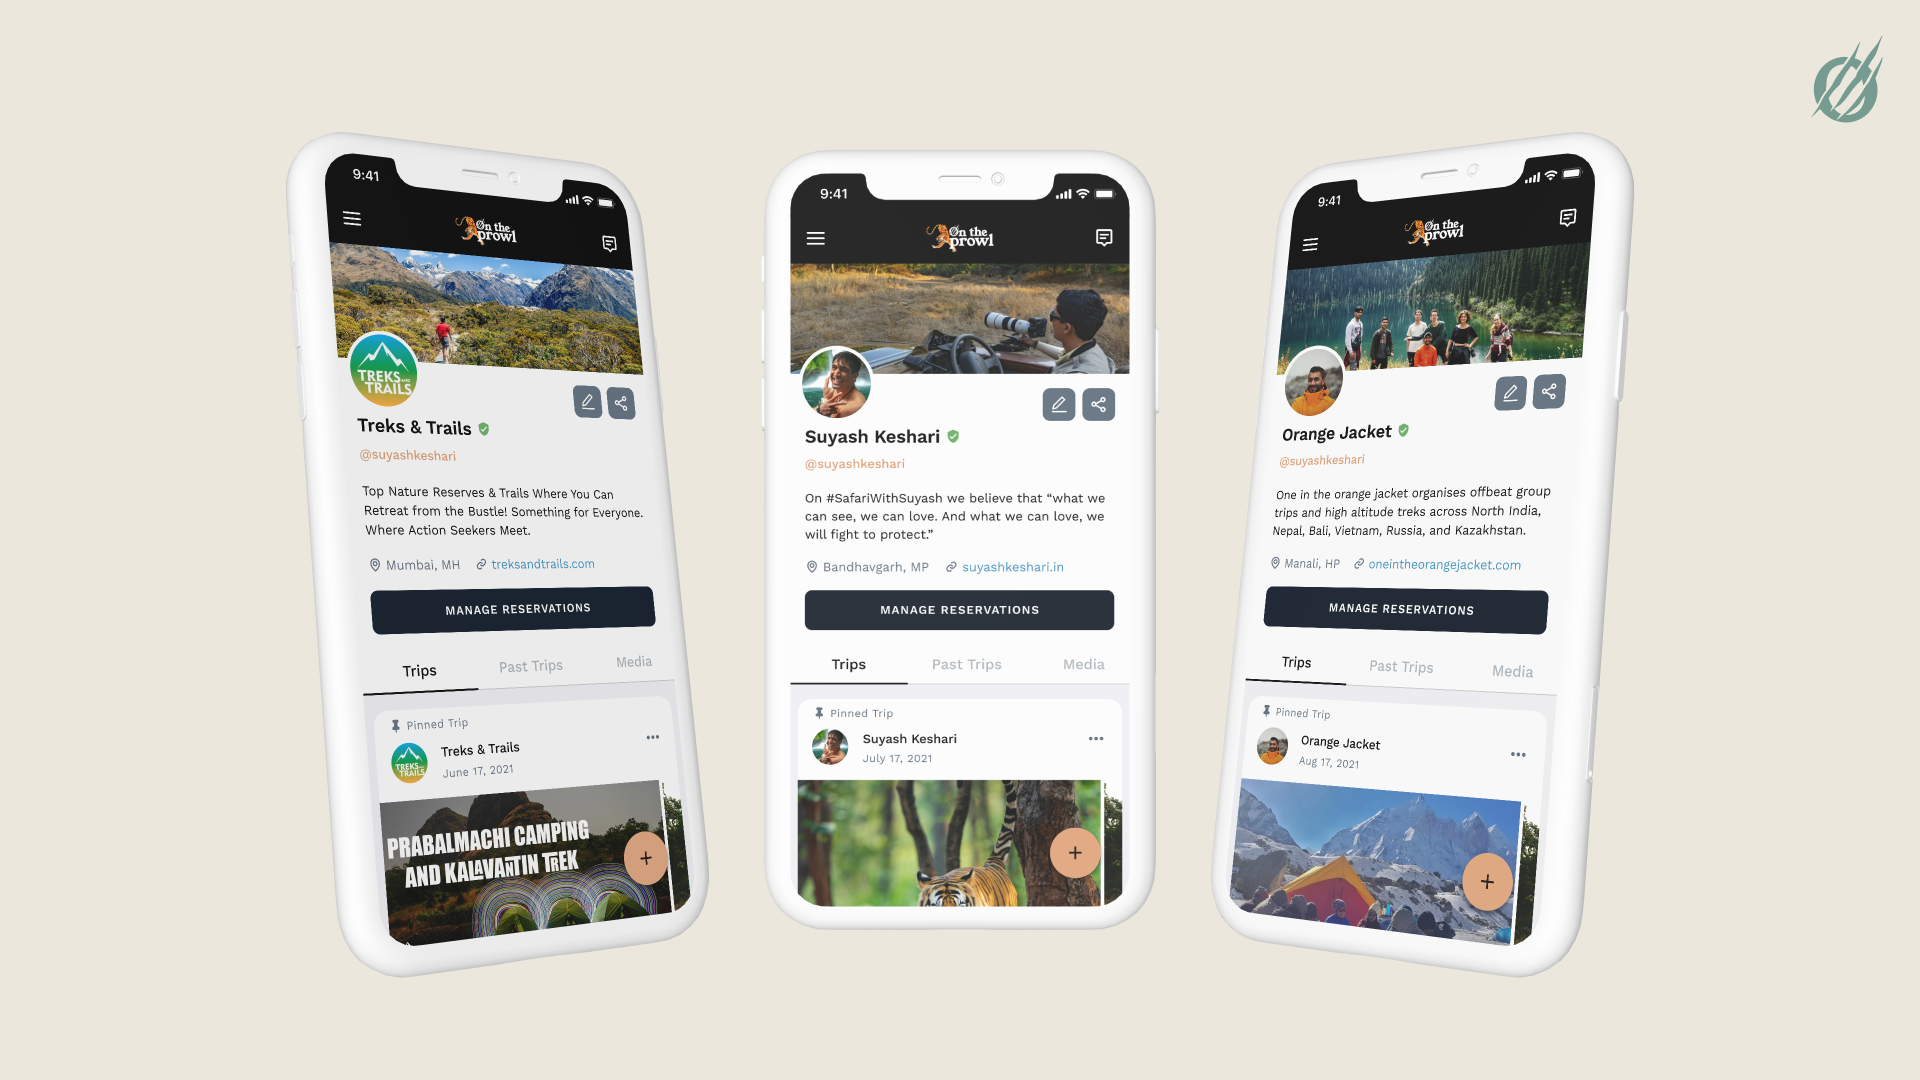 9:41
On the
prowl
TREKS AND
TRAILS
Treks & Trails
@suyashkeshari
Top Nature Reserves & Trails Where You Can
Retreat from the Bustle! Something for Everyone.
Where Action Seekers Meet.
Mumbai, MH treksandtrails.com
MANAGE RESERVATIONS
Trips Past Trips Media
Pinned Trip
Treks & Trails
June 17, 2021
TREKS
TRAILS
PRABALMACHI CAMPING
AND KALAVANTIN TREK
9:41
On the
prowl
Suyash Keshari
@suyashkeshari
On #SafariWithSuyash we believe that “what we
can see, we can love. And what we can love, we
will fight to protect.”
Bandhavgarh, MP suyashkeshari.in
MANAGE RESERVATIONS
Trips Past Trips Media
Pinned Trip
Suyash Keshari
July 17, 2021
9:41
On the
prowl
Orange Jacket
@suyashkeshari
One in the orange jacket organises offbeat group
trips and high altitude treks across North India,
Nepal, Bali, Vietnam, Russia, and Kazakhstan.
Manali, HP oneintheorangejacket.com
MANAGE RESERVATIONS
Trips Past Trips Media
Pinned Trip
Orange Jacket
Aug 17, 2021